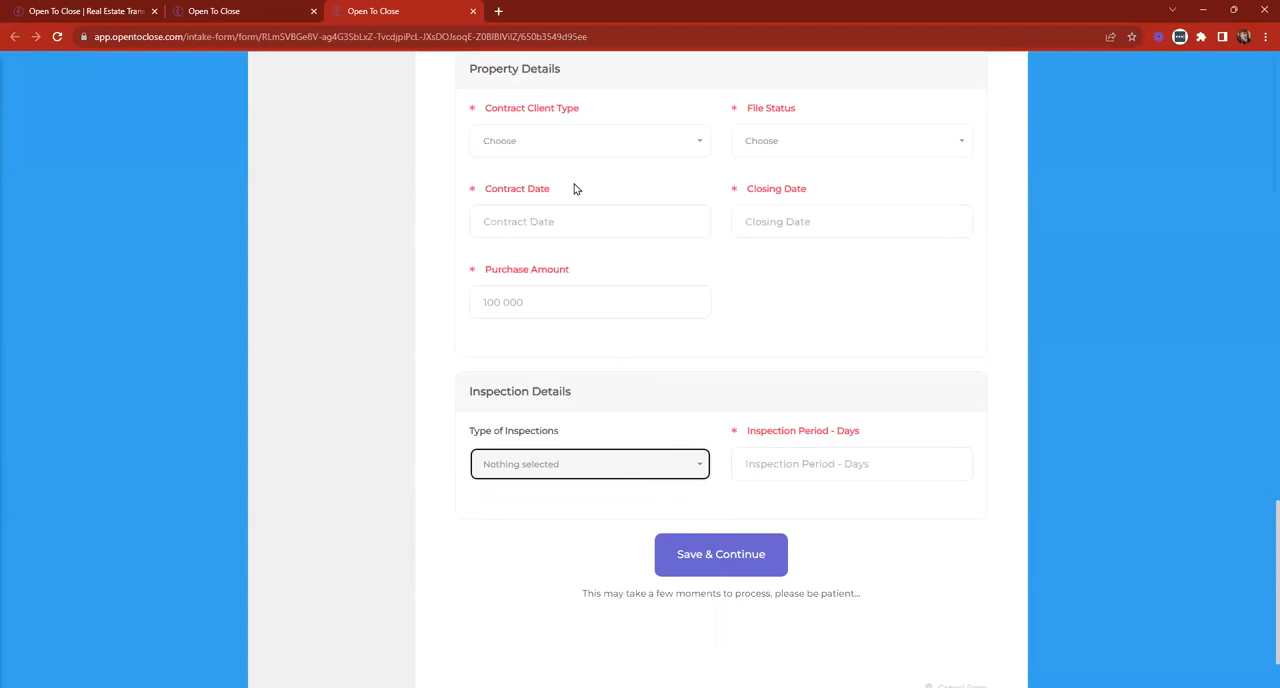 Open To Close | Real Estate Trans
Open To Close
Open To Close
app.opentoclose.com/intake-form/form/RLmSVBGe8V-ag4G3SbLxZ-TvcdjpiPcL-JXsDOJsoqE-Z0BIBIVilZ/650b3549d95ee
Property Details
* Contract Client Type
* File Status
Choose
Choose
* Contract Date
* Closing Date
Contract Date
Closing Date
* Purchase Amount
100 000
Inspection Details
Type of Inspections
* Inspection Period - Days
Nothing selected
Inspection Period - Days
Save & Continue
This may take a few moments to process, please be patient...